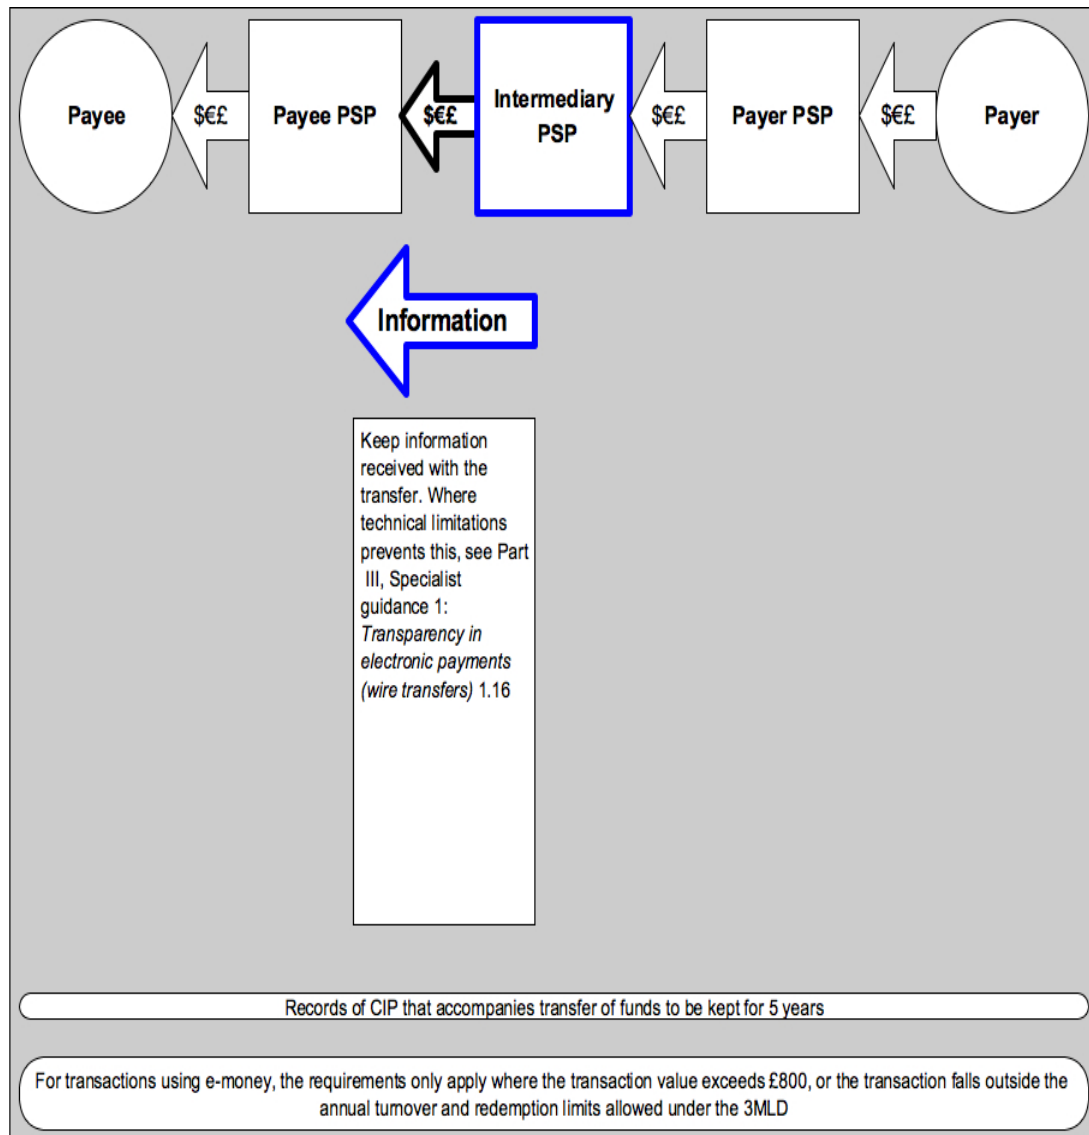 Payee
$€£
Payee PSP
$€£
Intermediary
PSP
$€£
Payer PSP
$€£
Payer
Information
Keep information
received with the
transfer. Where
technical limitations
prevents this, see Part
III, Specialist
guidance 1:
Transparency in
electronic payments
(wire transfers) 1.16
Records of CIP that accompanies transfer of funds to be kept for 5 years
For transactions using e-money, the requirements only apply where the transaction value exceeds £800, or the transaction falls outside the
annual turnover and redemption limits allowed under the 3MLD